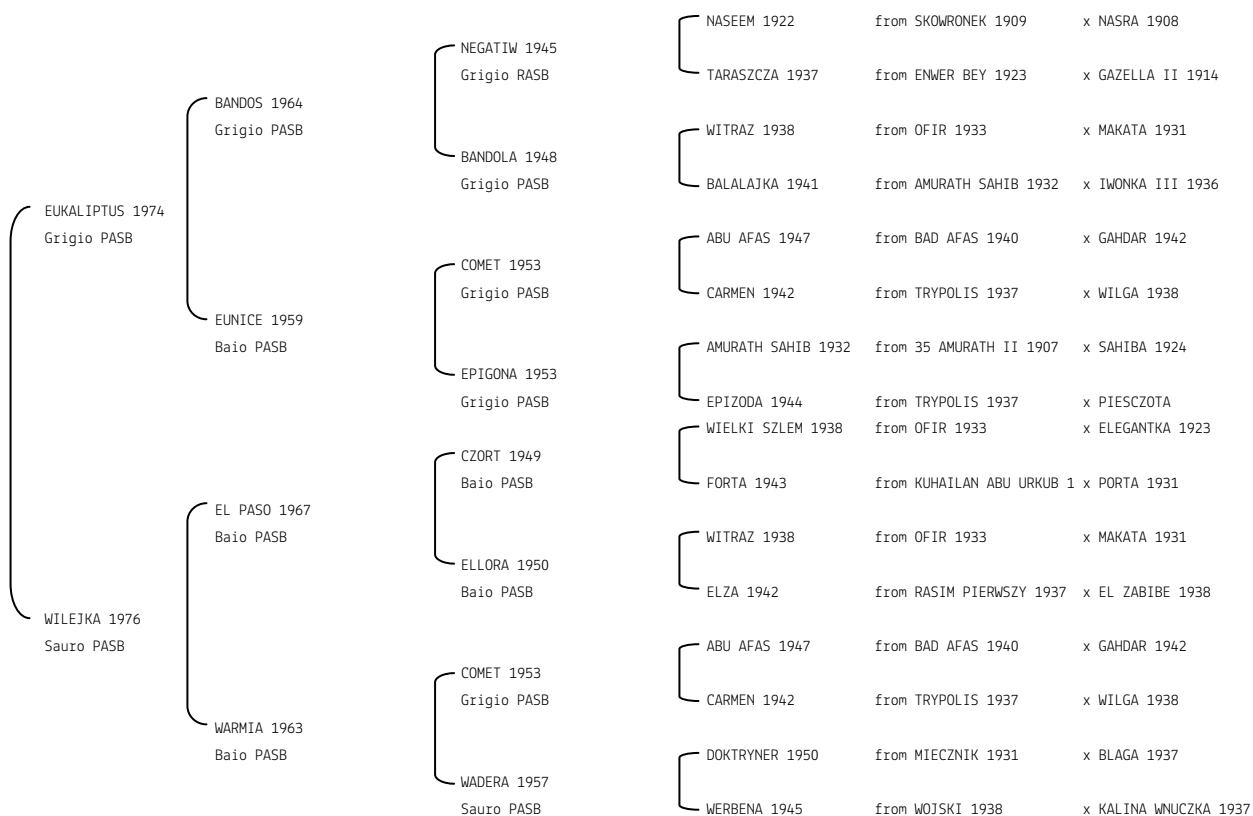 NASEEM 1922 from SKOWRONEK 1909 x NASRA 1908
NEGATIW 1945
Grigio RASB
TARASZCZA 1937 from ENWER BEY 1923 x GAZELLA II 1914
BANDOS 1964
Grigio PASB
WITRAZ 1938 from OFIR 1933 x MAKATA 1931
BANDOLA 1948
Grigio PASB
BALALAJKA 1941 from AMURATH SAHIB 1932 x IWONKA III 1936
EUKALIPTUS 1974
Grigio PASB
ABU AFAS 1947 from BAD AFAS 1940 x GAHDAR 1942
COMET 1953
Grigio PASB
CARMEN 1942 from TRYPOLIS 1937 x WILGA 1938
EUNICE 1959
Baio PASB
AMURATH SAHIB 1932 from 35 AMURATH II 1907 x SAHIBA 1924
EPIGONA 1953
Grigio PASB
EPIZODA 1944 from TRYPOLIS 1937 x PIESCZOTA
WIELKI SZLEM 1938 from OFIR 1933 x ELEGANTKA 1923
CZORT 1949
Baio PASB
FORTA 1943 from KUHAILAN ABU URKUB 1 x PORTA 1931
EL PASO 1967
Baio PASB
WITRAZ 1938 from OFIR 1933 x MAKATA 1931
ELLORA 1950
Baio PASB
ELZA 1942 from RASIM PIERWSZY 1937 x EL ZABIBE 1938
WILEJKA 1976
Sauro PASB
ABU AFAS 1947 from BAD AFAS 1940 x GAHDAR 1942
COMET 1953
Grigio PASB
CARMEN 1942 from TRYPOLIS 1937 x WILGA 1938
WARMIA 1963
Baio PASB
DOKTRYNER 1950 from MIECZNIK 1931 x BLAGA 1937
WADERA 1957
Sauro PASB
WERBENA 1945 from WOJSKI 1938 x KALINA WNUCZKA 1937